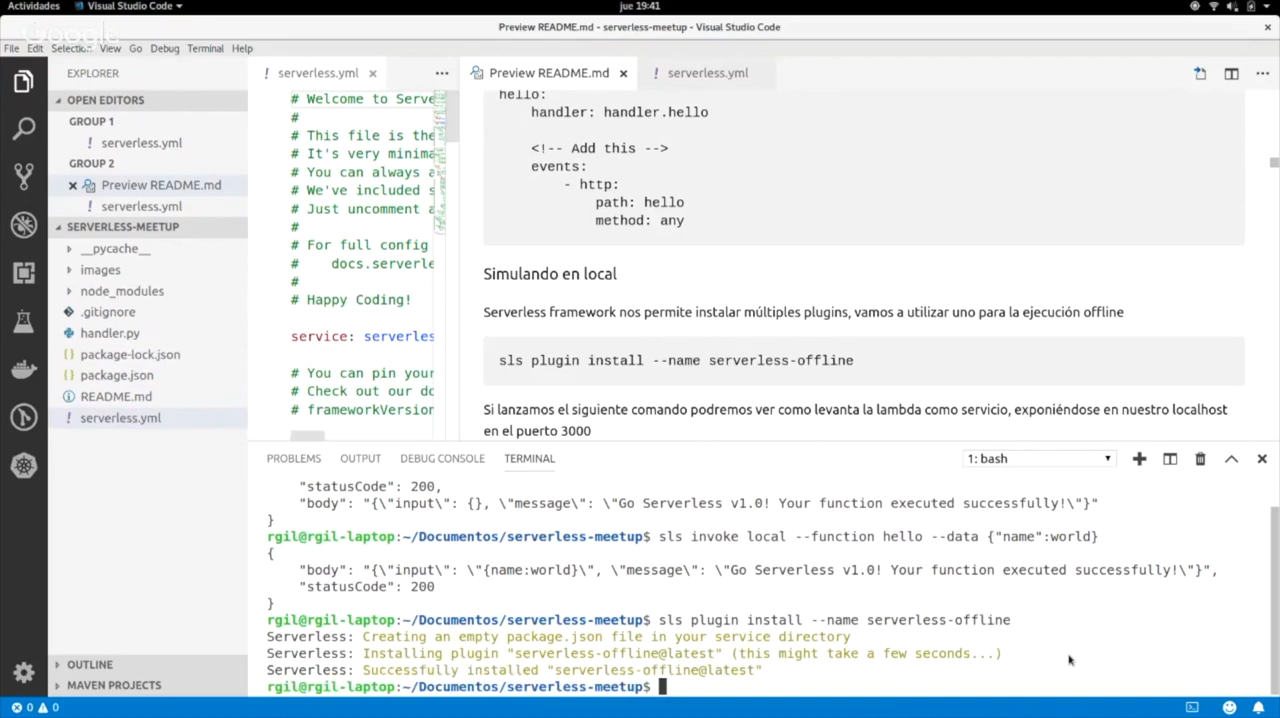 Actividades Visual Studio Code jue 19:41
Preview README.md - serverless-meetup - Visual Studio Code
Google
File Edit Selection View Go Debug Terminal Help
EXPLORER
OPEN EDITORS
GROUP 1
! serverless.yml
GROUP 2
Preview README.md
! serverless.yml
SERVERLESS-MEETUP
__pycache__
images
node_modules
.gitignore
handler.py
package-lock.json
package.json
README.md
! serverless.yml
OUTLINE
MAVEN PROJECTS
! serverless.yml
# Welcome to Serve
#
# This file is the
# It's very minima
# You can always a
# We've included s
# Just uncomment a
#
# For full config
# docs.serverle
#
# Happy Coding!
service: serverles
# You can pin your
# Check out our do
# frameworkVersion
Preview README.md ! serverless.yml
hello:
handler: handler.hello
<!-- Add this -->
events:
- http:
path: hello
method: any
Simulando en local
Serverless framework nos permite instalar múltiples plugins, vamos a utilizar uno para la ejecución offline
sls plugin install --name serverless-offline
Si lanzamos el siguiente comando podremos ver como levanta la lambda como servicio, exponiéndose en nuestro localhost
en el puerto 3000
PROBLEMS OUTPUT DEBUG CONSOLE TERMINAL 1: bash
"statusCode": 200,
"body": "{\"input\": {}, \"message\": \"Go Serverless v1.0! Your function executed successfully!\"}"
}
rgil@rgil-laptop:~/Documentos/serverless-meetup$ sls invoke local --function hello --data {"name":world}
{
"body": "{\"input\": \"{name:world}\", \"message\": \"Go Serverless v1.0! Your function executed successfully!\"}",
"statusCode": 200
}
rgil@rgil-laptop:~/Documentos/serverless-meetup$ sls plugin install --name serverless-offline
Serverless: Creating an empty package.json file in your service directory
Serverless: Installing plugin "serverless-offline@latest" (this might take a few seconds...)
Serverless: Successfully installed "serverless-offline@latest"
rgil@rgil-laptop:~/Documentos/serverless-meetup$
0 0